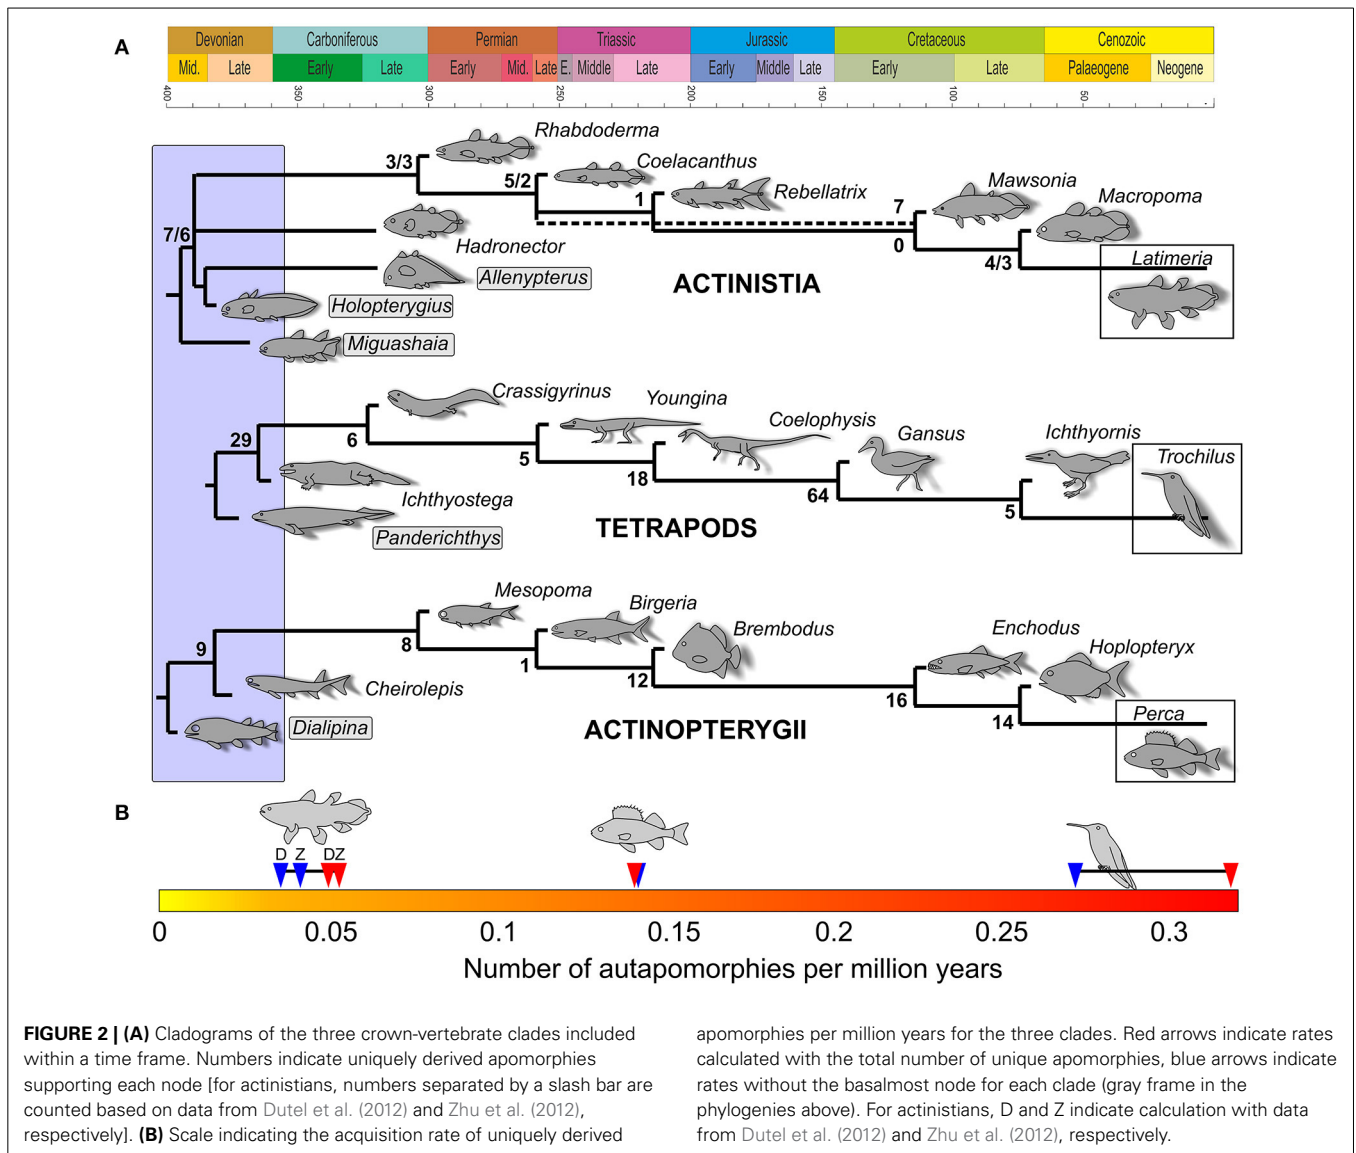 A
Devonian Carboniferous Permian Triassic Jurassic Cretaceous Cenozoic
Mid. Late Early Late Early Mid. Late E. Middle Late Early Middle Late Early Late Palaeogene Neogene
400 350 300 250 200 150 100 50
Rhabdoderma
3/3
Coelacanthus
5/2
Rebellatrix
1
Mawsonia
7
Macropoma
7/6
0
Hadronector
4/3
Latimeria
Allenypterus
ACTINISTIA
Holopterygius
Miguashaia
Crassigyrinus
Youngina
Coelophysis
Gansus
Ichthyornis
29
6
Trochilus
5
18
64
Ichthyostega
5
TETRAPODS
Panderichthys
Mesopoma
Birgeria
Brembodus
Enchodus
Hoplopteryx
9
8
1
12
Cheirolepis
16
14
Perca
Dialipina
ACTINOPTERYGII
B
D Z DZ
0 0.05 0.1 0.15 0.2 0.25 0.3
Number of autapomorphies per million years
FIGURE 2 | (A) Cladograms of the three crown-vertebrate clades included
within a time frame. Numbers indicate uniquely derived apomorphies
supporting each node [for actinistians, numbers separated by a slash bar are
counted based on data from Dutel et al. (2012) and Zhu et al. (2012),
respectively]. (B) Scale indicating the acquisition rate of uniquely derived
apomorphies per million years for the three clades. Red arrows indicate rates
calculated with the total number of unique apomorphies, blue arrows indicate
rates without the basalmost node for each clade (gray frame in the
phylogenies above). For actinistians, D and Z indicate calculation with data
from Dutel et al. (2012) and Zhu et al. (2012), respectively.